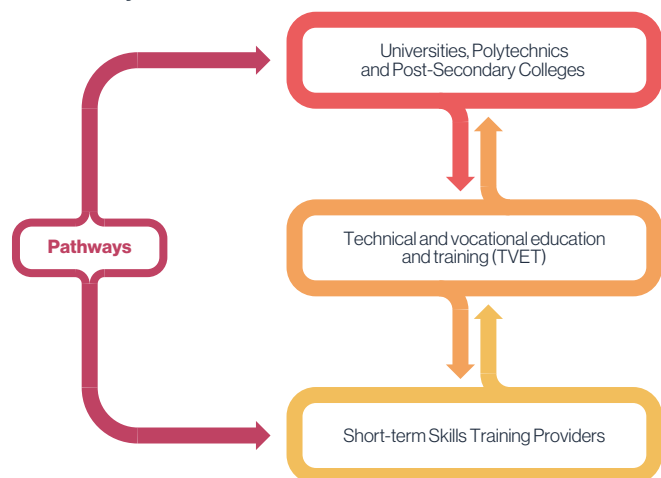 Universities, Polytechnics
and Post-Secondary Colleges
Pathways
Technical and vocational education
and training (TVET)
Short-term Skills Training Providers